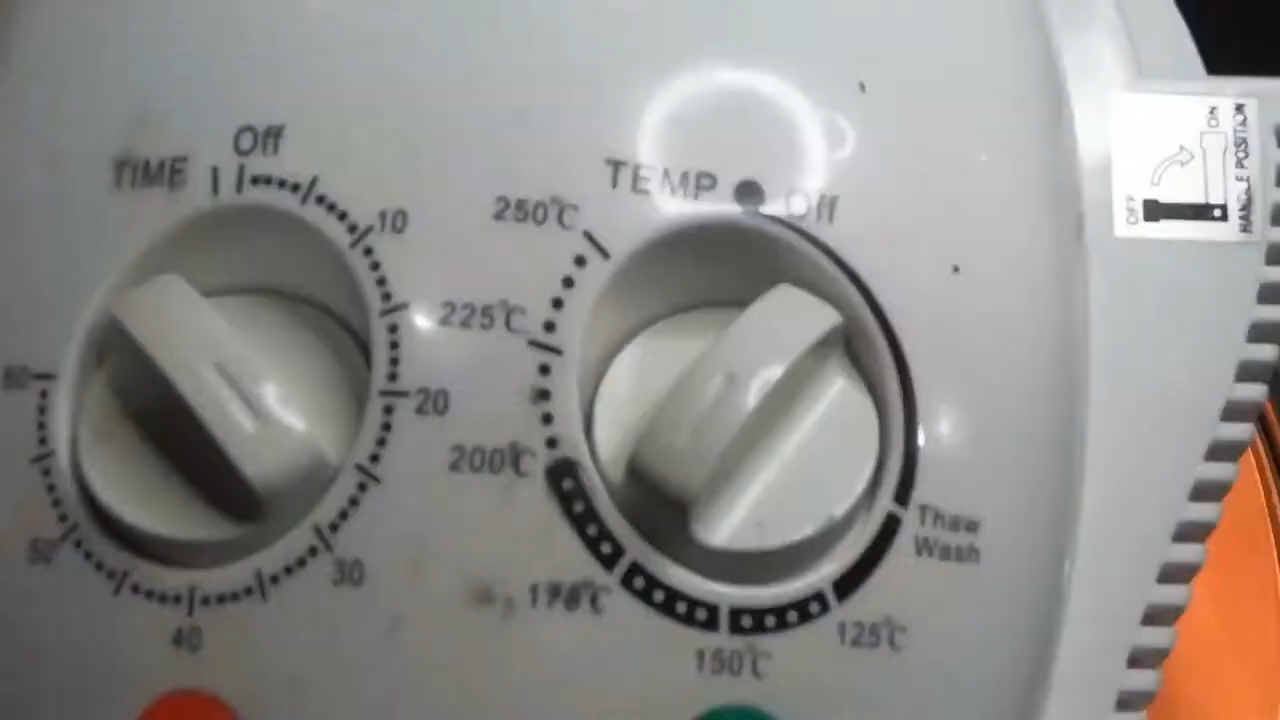 Off
TIME
10
20
30
40
50
60
TEMP
Off
250℃
225℃
200℃
175℃
150℃
125℃
Thaw
Wash
OFF
ON
HANDLE POSITION